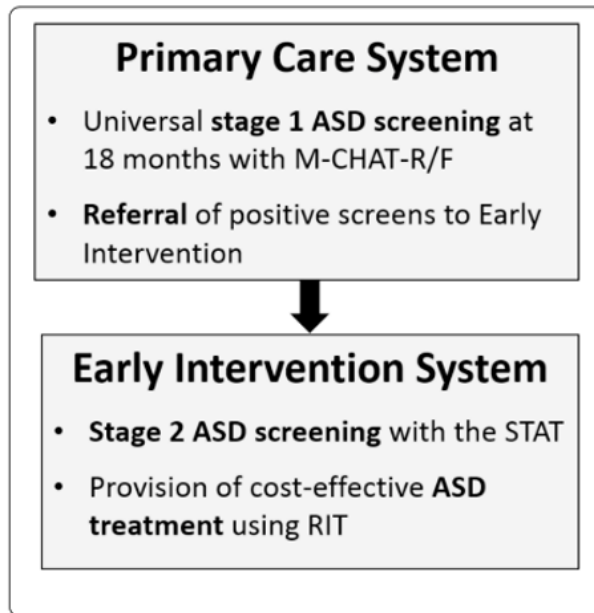 Primary Care System
• Universal stage 1 ASD screening at
18 months with M-CHAT-R/F
• Referral of positive screens to Early
Intervention
Early Intervention System
• Stage 2 ASD screening with the STAT
• Provision of cost-effective ASD
treatment using RIT